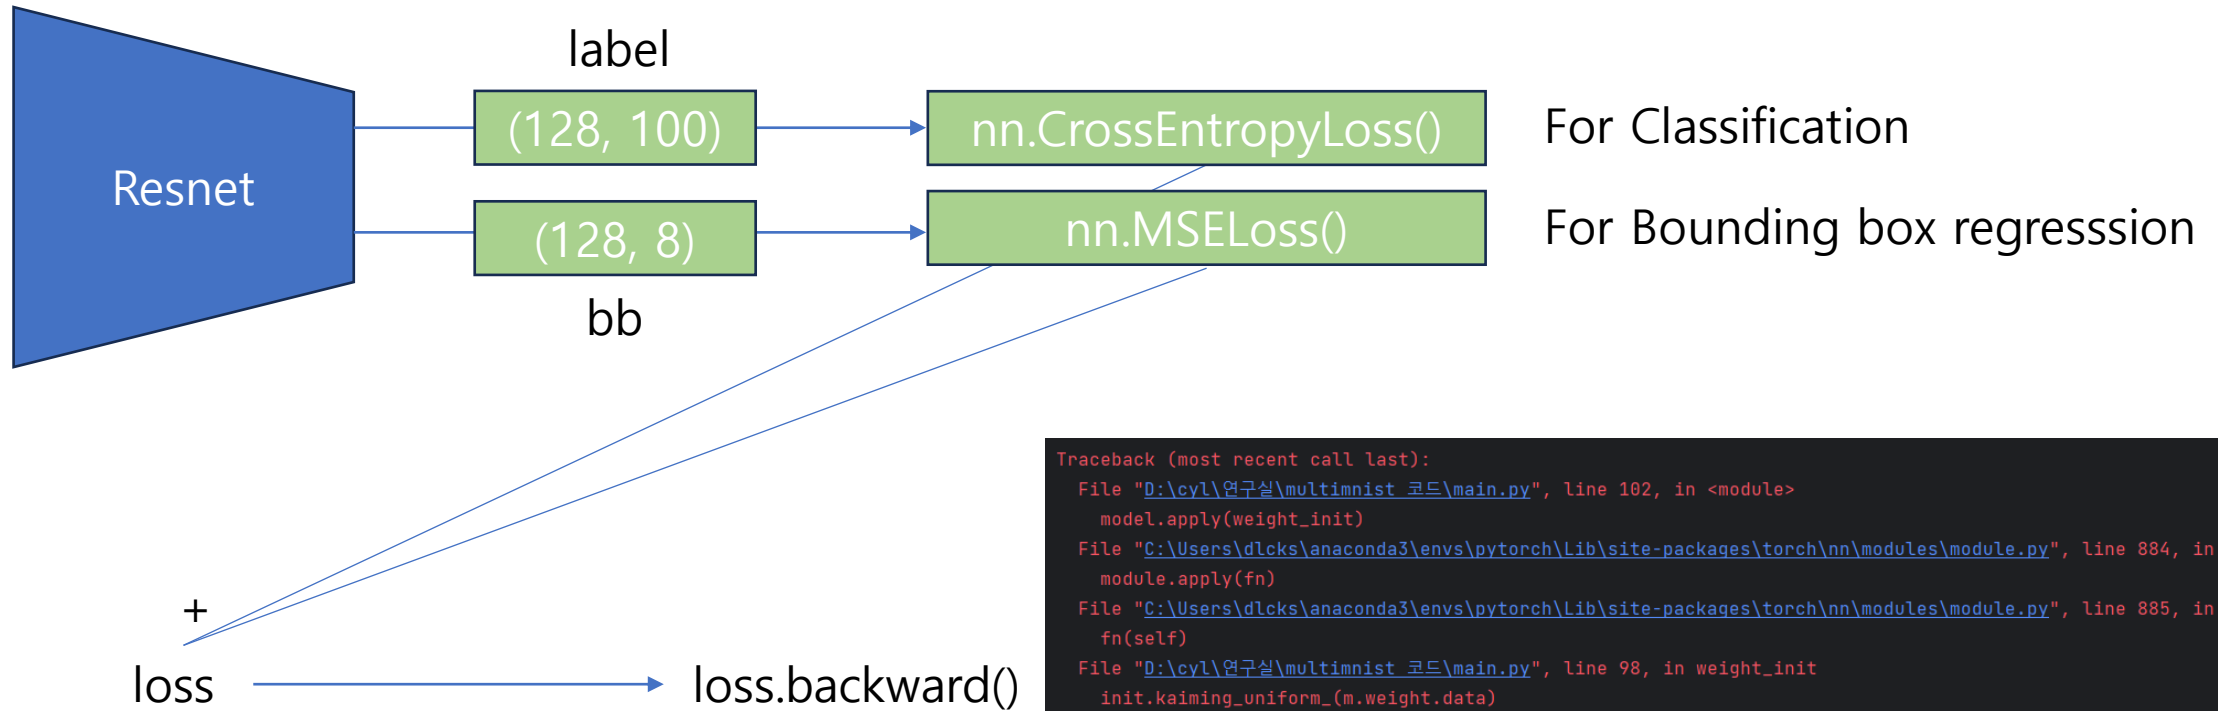 label
(128, 100)
nn.CrossEntropyLoss()
For Classification
Resnet
(128, 8)
nn.MSELoss()
For Bounding box regresssion
bb
+
loss
loss.backward()
Traceback (most recent call last):
File "D:\cyl\연구실\multimnist 코드\main.py", line 102, in <module>
model.apply(weight_init)
File "C:\Users\dlcks\anaconda3\envs\pytorch\Lib\site-packages\torch\nn\modules\module.py", line 884, in
module.apply(fn)
File "C:\Users\dlcks\anaconda3\envs\pytorch\Lib\site-packages\torch\nn\modules\module.py", line 885, in
fn(self)
File "D:\cyl\연구실\multimnist 코드\main.py", line 98, in weight_init
init.kaiming_uniform_(m.weight.data)